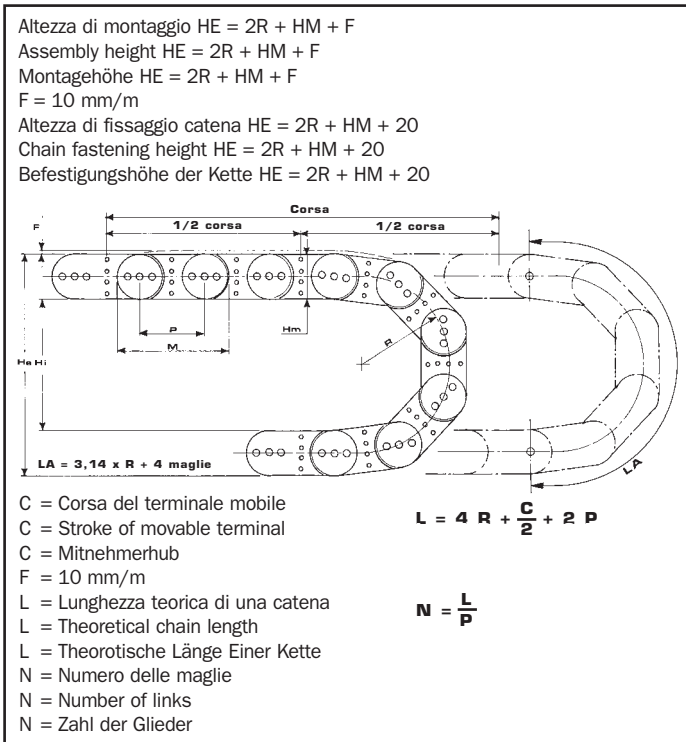 Altezza di montaggio HE = 2R + HM + F
Assembly height HE = 2R + HM + F
Montagehöhe HE = 2R + HM + F
F = 10 mm/m
Altezza di fissaggio catena HE = 2R + HM + 20
Chain fastening height HE = 2R + HM + 20
Befestigungshöhe der Kette HE = 2R + HM + 20
Corsa
1/2 corsa 1/2 corsa
F
P
M
Hm
R
He Hi
LA
LA = 3,14 x R + 4 maglie
C = Corsa del terminale mobile
C = Stroke of movable terminal
C = Mitnehmerhub
F = 10 mm/m
L = Lunghezza teorica di una catena
L = Theoretical chain length
L = Theorotische Länge Einer Kette
N = Numero delle maglie
N = Number of links
N = Zahl der Glieder
L = 4 R + C/2 + 2 P
N = L/P